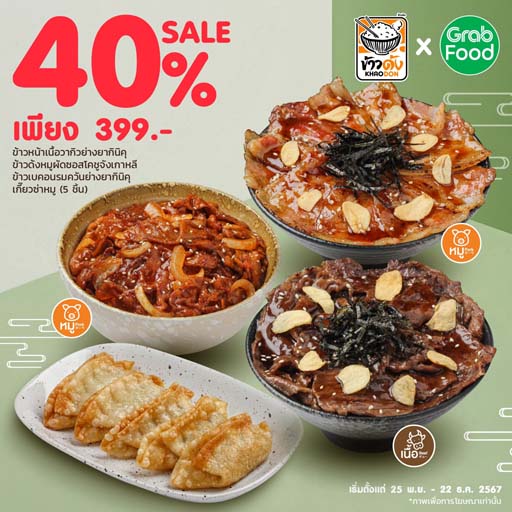 40%
SALE
ข้าวดัง
KHAODON
X
Grab
Food
เพียง 399.-
ข้าวหน้าเนื้อวากิวย่างยากินิคุ
ข้าวดังหมูผัดซอสโคชูจังเกาหลี
ข้าวเบคอนรมควันย่างยากินิคุ
เกี๊ยวซ่าหมู (5 ชิ้น)
หมู Pork
หมู Pork
เนื้อ Beef
เริ่มตั้งแต่ 25 พ.ย. - 22 ธ.ค. 2567
*ภาพเพื่อการโฆษณาเท่านั้น